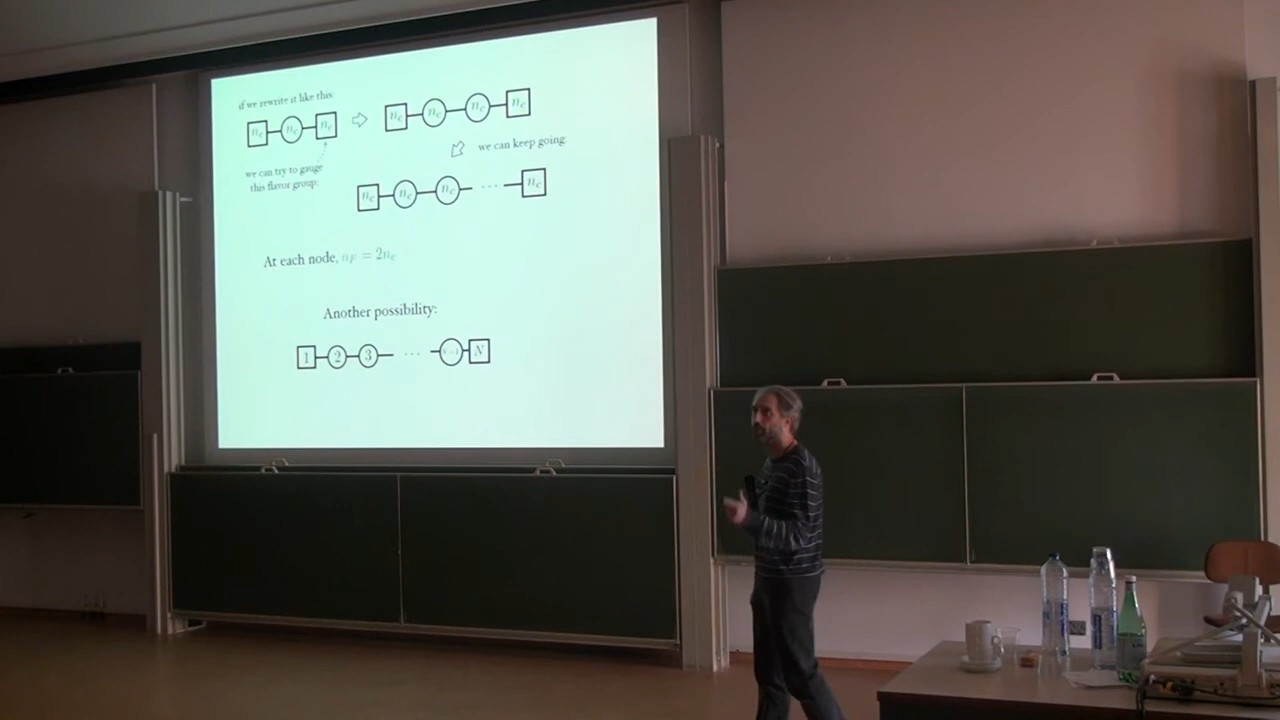 if we rewrite it like this:
n_c n_c n_c ⇨ n_c n_c n_c n_c
we can try to gauge
this flavor group:
we can keep going:
n_c n_c n_c ... n_c
At each node, n_F = 2n_c
Another possibility:
1 2 3 ... N-1 N